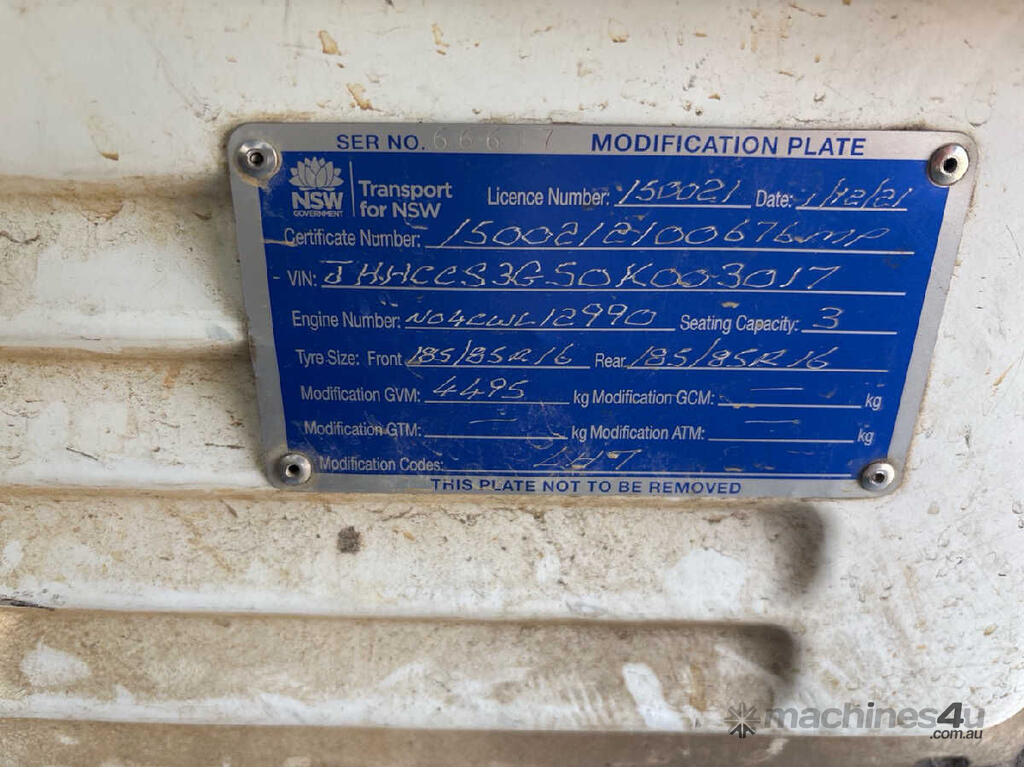 SER NO. 66617 MODIFICATION PLATE
NSW GOVERNMENT
Transport for NSW
Licence Number: 150021 Date: 1/12/21
Certificate Number: 1500212100676MP
VIN: JHHCCS3G50K003017
Engine Number: N04CWL12990 Seating Capacity: 3
Tyre Size: Front 185/85R16 Rear 185/85R16
Modification GVM: 4495 kg Modification GCM: — kg
Modification GTM: — kg Modification ATM: — kg
Modification Codes:
THIS PLATE NOT TO BE REMOVED
machines4u
.com.au